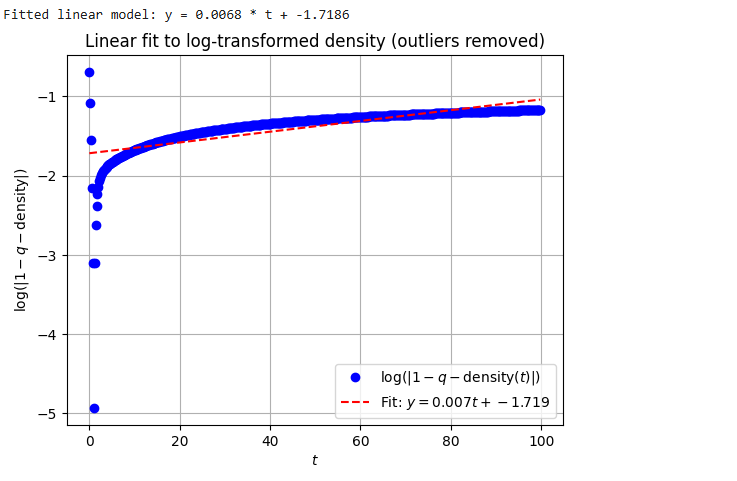 Fitted linear model: y = 0.0068 * t + -1.7186
Linear fit to log-transformed density (outliers removed)
−1
−2
−3
−4
−5
log(|1 − q − density|)
log(|1 − q − density(t)|)
Fit: y = 0.007t + −1.719
0 20 40 60 80 100
t